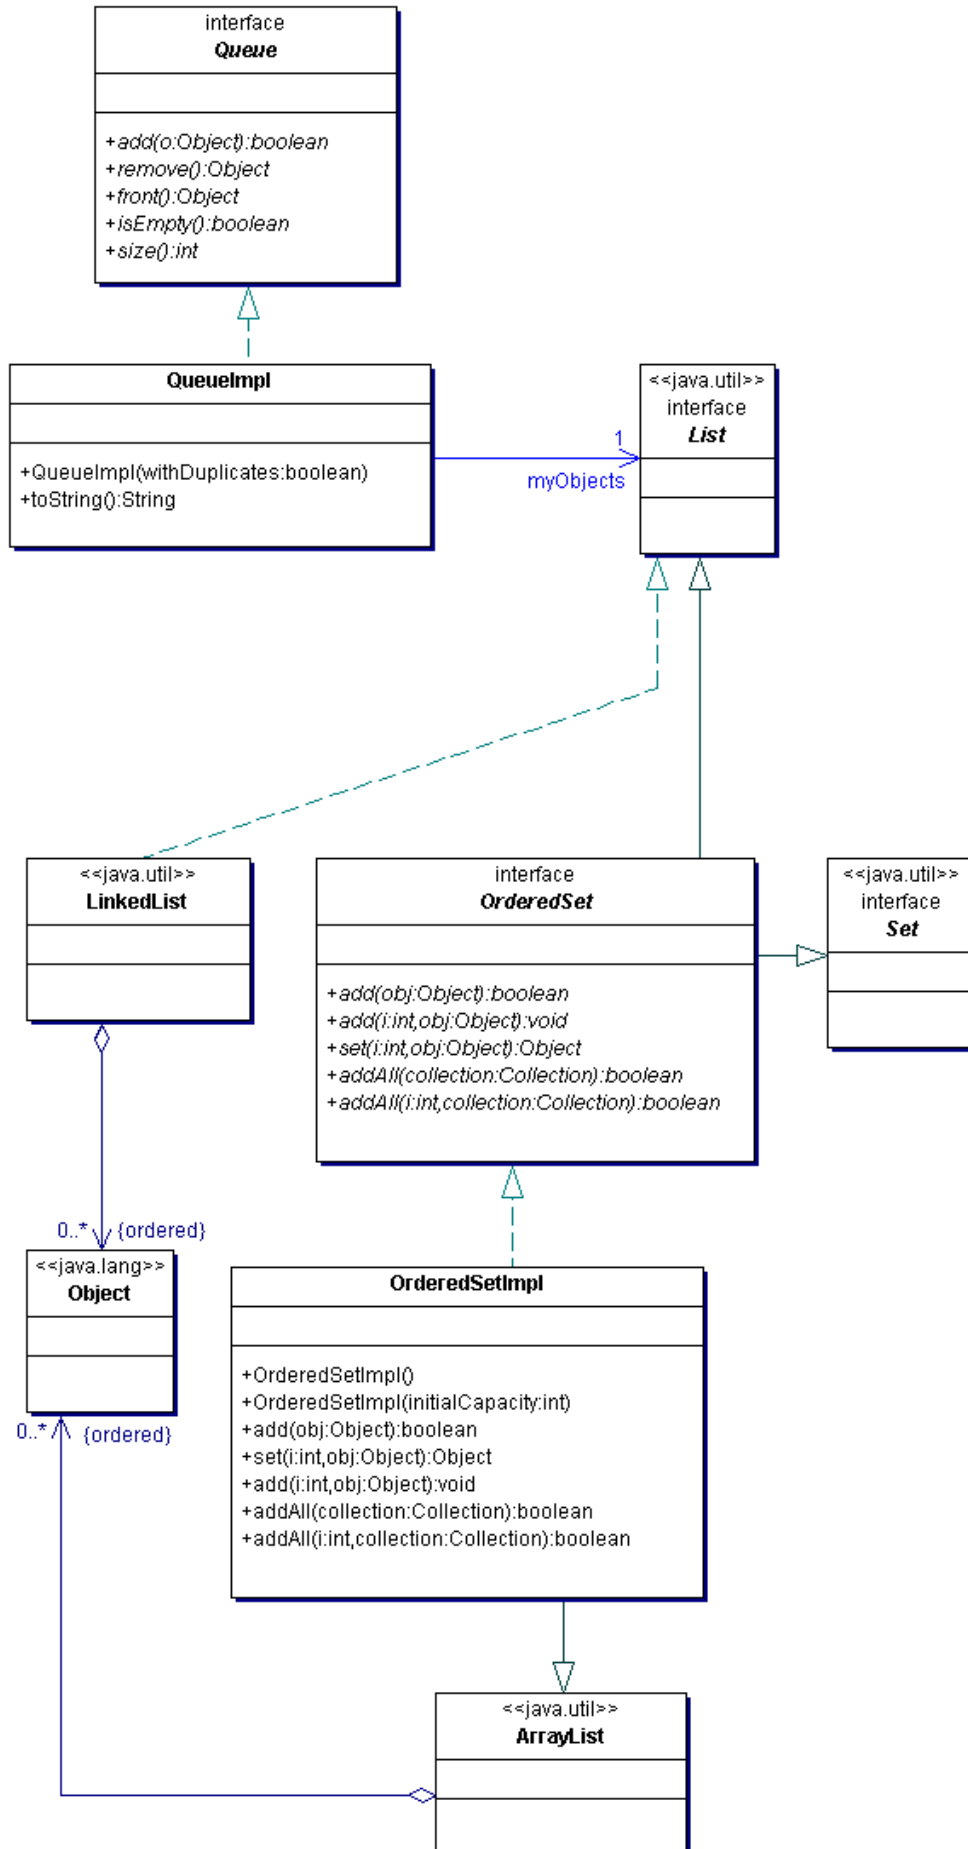 interface
Queue
+add(o:Object):boolean
+remove():Object
+front():Object
+isEmpty():boolean
+size():int
QueueImpl
+QueueImpl(withDuplicates:boolean)
+toString():String
1
myObjects
<<java.util>>
interface
List
<<java.util>>
LinkedList
interface
OrderedSet
+add(obj:Object):boolean
+add(i:int,obj:Object):void
+set(i:int,obj:Object):Object
+addAll(collection:Collection):boolean
+addAll(i:int,collection:Collection):boolean
<<java.util>>
interface
Set
0..* {ordered}
<<java.lang>>
Object
0..* {ordered}
OrderedSetImpl
+OrderedSetImpl()
+OrderedSetImpl(initialCapacity:int)
+add(obj:Object):boolean
+set(i:int,obj:Object):Object
+add(i:int,obj:Object):void
+addAll(collection:Collection):boolean
+addAll(i:int,collection:Collection):boolean
<<java.util>>
ArrayList